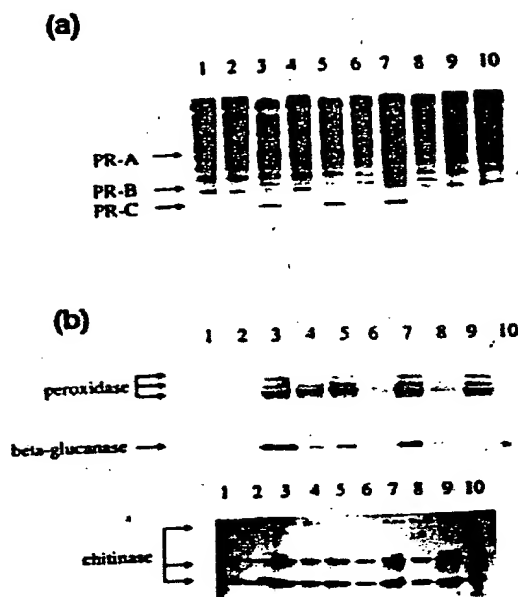 (a)
1 2 3 4 5 6 7 8 9 10
PR-A
PR-B
PR-C
(b)
1 2 3 4 5 6 7 8 9 10
peroxidase
beta-glucanase
1 2 3 4 5 6 7 8 9 10
chitinase